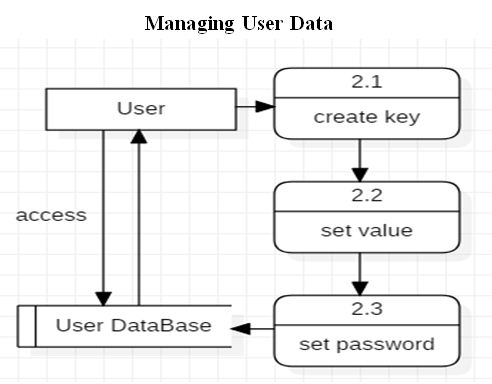 Managing User Data
User
2.1
create key
access
2.2
set value
User DataBase
2.3
set password